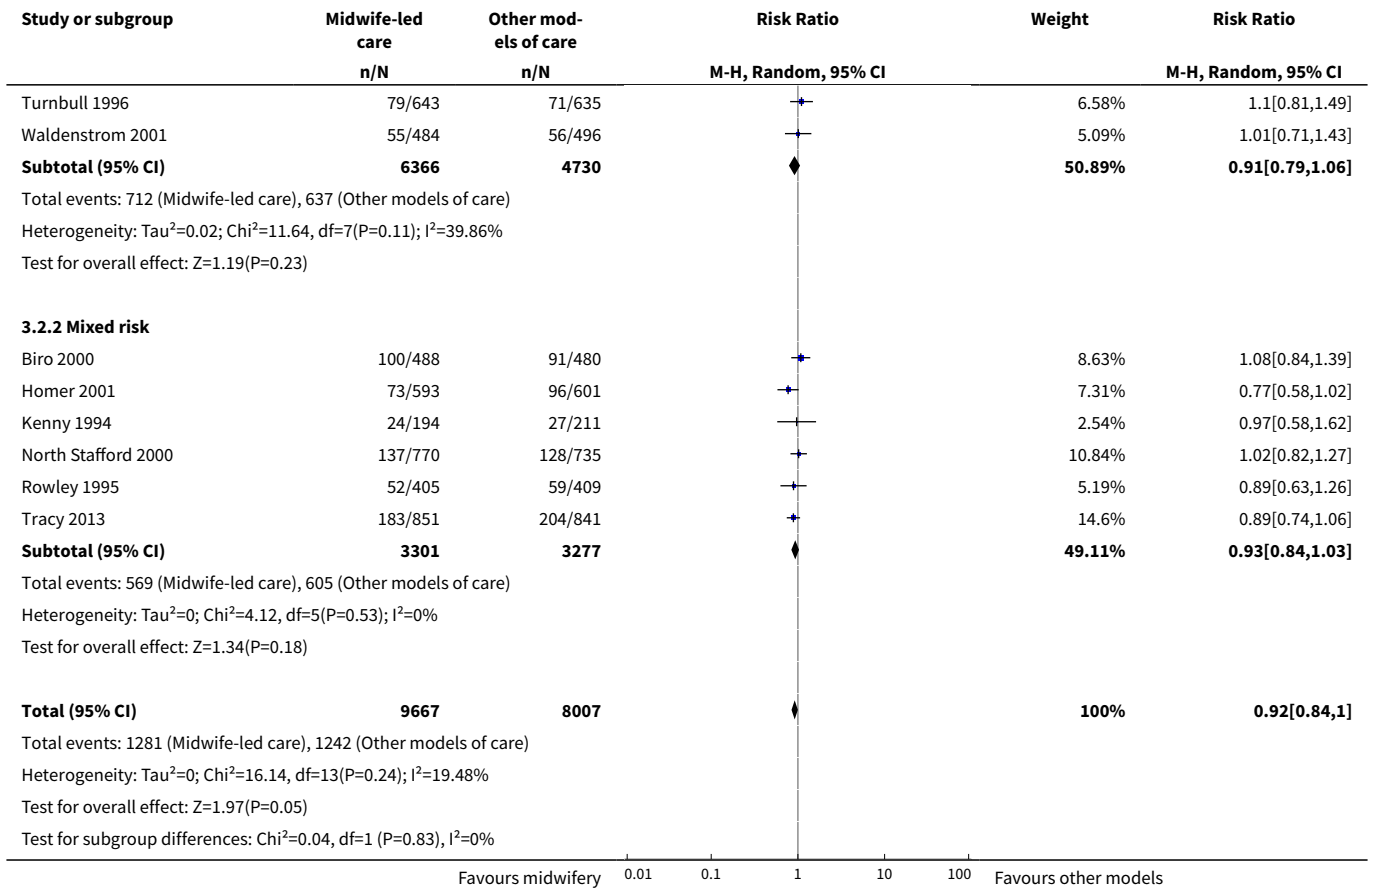 Study or subgroup Midwife-led care Other mod-els of care Risk Ratio Weight Risk Ratio
n/N n/N M-H, Random, 95% CI M-H, Random, 95% CI
Turnbull 1996 79/643 71/635 6.58% 1.1[0.81,1.49]
Waldenstrom 2001 55/484 56/496 5.09% 1.01[0.71,1.43]
Subtotal (95% CI) 6366 4730 50.89% 0.91[0.79,1.06]
Total events: 712 (Midwife-led care), 637 (Other models of care)
Heterogeneity: Tau²=0.02; Chi²=11.64, df=7(P=0.11); I²=39.86%
Test for overall effect: Z=1.19(P=0.23)
3.2.2 Mixed risk
Biro 2000 100/488 91/480 8.63% 1.08[0.84,1.39]
Homer 2001 73/593 96/601 7.31% 0.77[0.58,1.02]
Kenny 1994 24/194 27/211 2.54% 0.97[0.58,1.62]
North Stafford 2000 137/770 128/735 10.84% 1.02[0.82,1.27]
Rowley 1995 52/405 59/409 5.19% 0.89[0.63,1.26]
Tracy 2013 183/851 204/841 14.6% 0.89[0.74,1.06]
Subtotal (95% CI) 3301 3277 49.11% 0.93[0.84,1.03]
Total events: 569 (Midwife-led care), 605 (Other models of care)
Heterogeneity: Tau²=0; Chi²=4.12, df=5(P=0.53); I²=0%
Test for overall effect: Z=1.34(P=0.18)
Total (95% CI) 9667 8007 100% 0.92[0.84,1]
Total events: 1281 (Midwife-led care), 1242 (Other models of care)
Heterogeneity: Tau²=0; Chi²=16.14, df=13(P=0.24); I²=19.48%
Test for overall effect: Z=1.97(P=0.05)
Test for subgroup differences: Chi²=0.04, df=1 (P=0.83), I²=0%
Favours midwifery 0.01 0.1 1 10 100 Favours other models